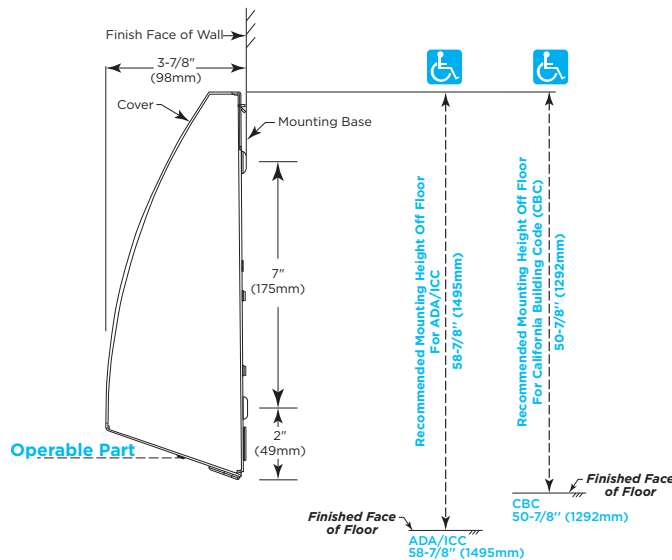 Finish Face of Wall
3-7/8"
(98mm)
Cover
Mounting Base
7"
(175mm)
2"
(49mm)
Operable Part
Recommended Mounting Height Off Floor
For ADA/ICC
58-7/8" (1495mm)
Recommended Mounting Height Off Floor
For California Building Code (CBC)
50-7/8" (1292mm)
Finished Face
of Floor
CBC
50-7/8" (1292mm)
Finished Face
of Floor
ADA/ICC
58-7/8" (1495mm)